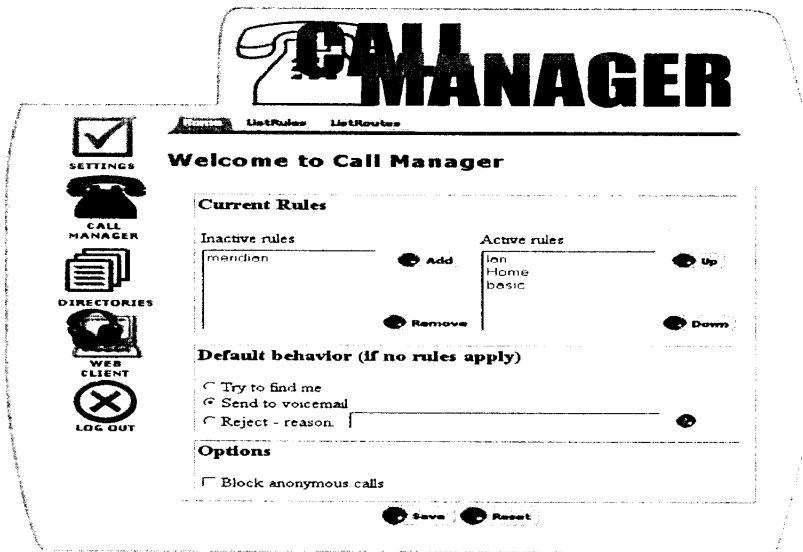 CALL
MANAGER
Home ListRules ListRoutes
SETTINGS
CALL
MANAGER
DIRECTORIES
WEB
CLIENT
LOG OUT
Welcome to Call Manager
Current Rules
Inactive rules
meridian
Add
Remove
Active rules
Ian
Home
basic
Up
Down
Default behavior (if no rules apply)
Try to find me
Send to voicemail
Reject - reason.
Options
Block anonymous calls
Save Reset